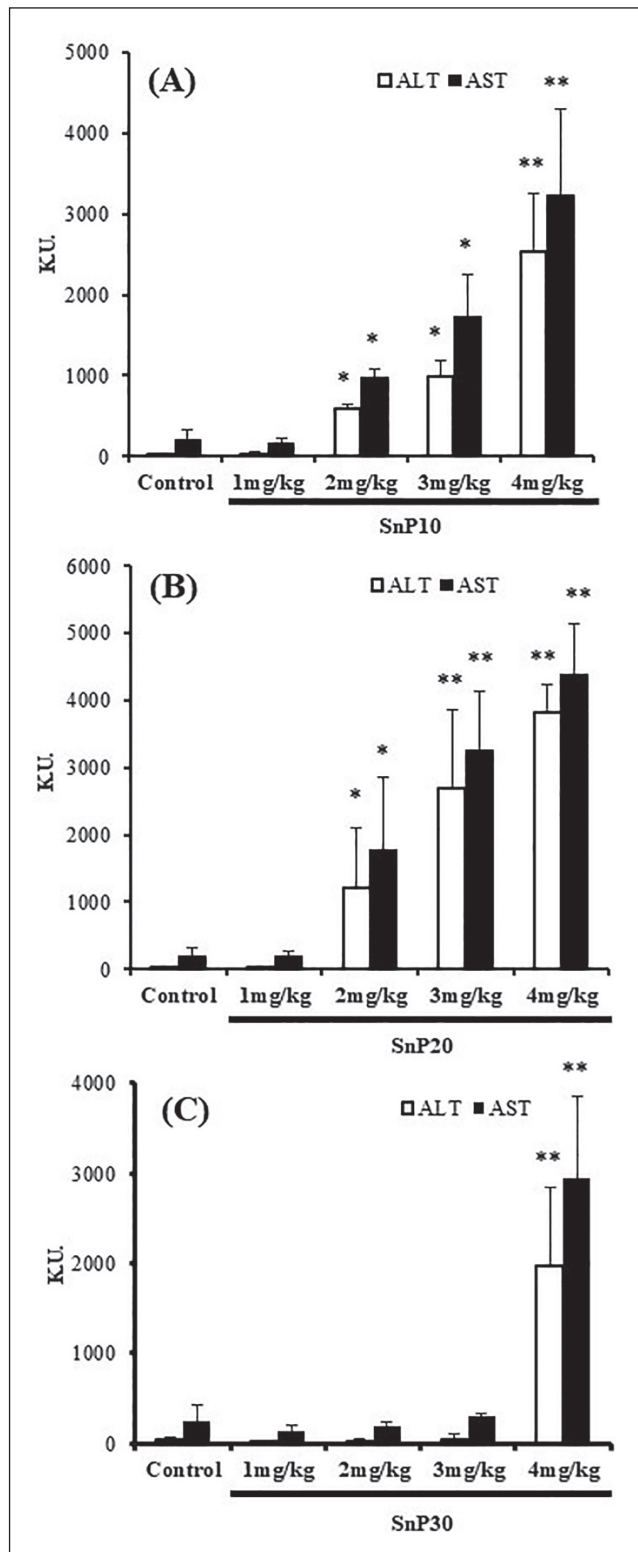 (A)
ALT AST
5000
4000
3000
2000
1000
0
K.U.
* * * * ** **
Control 1mg/kg 2mg/kg 3mg/kg 4mg/kg
SnP10
(B)
ALT AST
6000
5000
4000
3000
2000
1000
0
K.U.
* * ** ** ** **
Control 1mg/kg 2mg/kg 3mg/kg 4mg/kg
SnP20
(C)
ALT AST
4000
3000
2000
1000
0
K.U.
** **
Control 1mg/kg 2mg/kg 3mg/kg 4mg/kg
SnP30